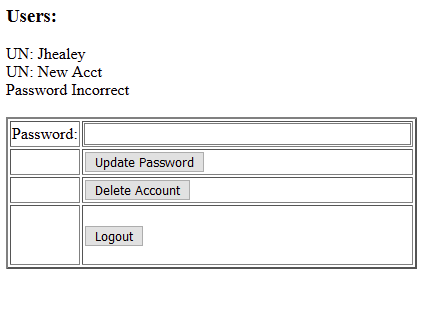 Users:
UN: Jhealey
UN: New Acct
Password Incorrect
Password:
Update Password
Delete Account
Logout